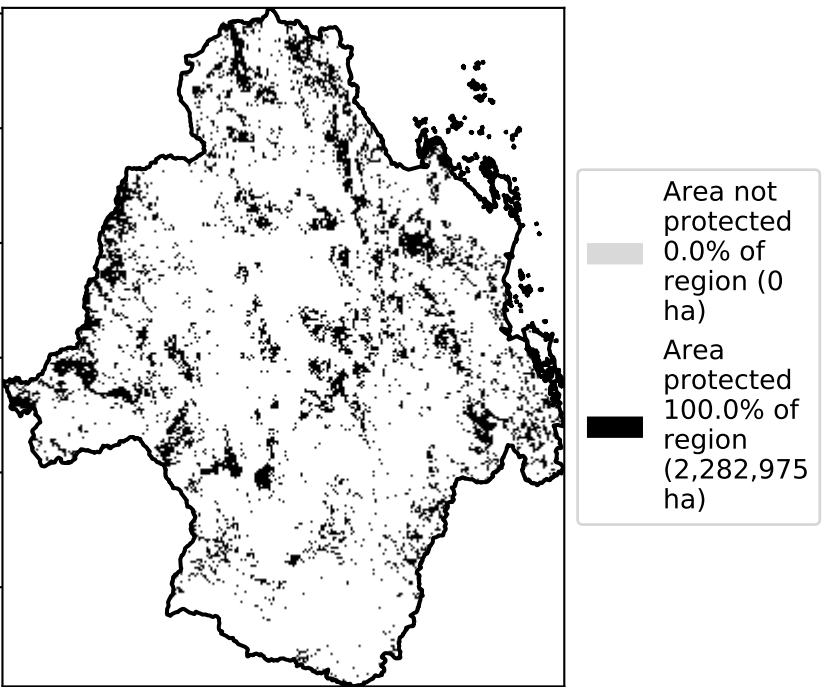 Area not
protected
0.0% of
region (0
ha)
Area
protected
100.0% of
region
(2,282,975
ha)